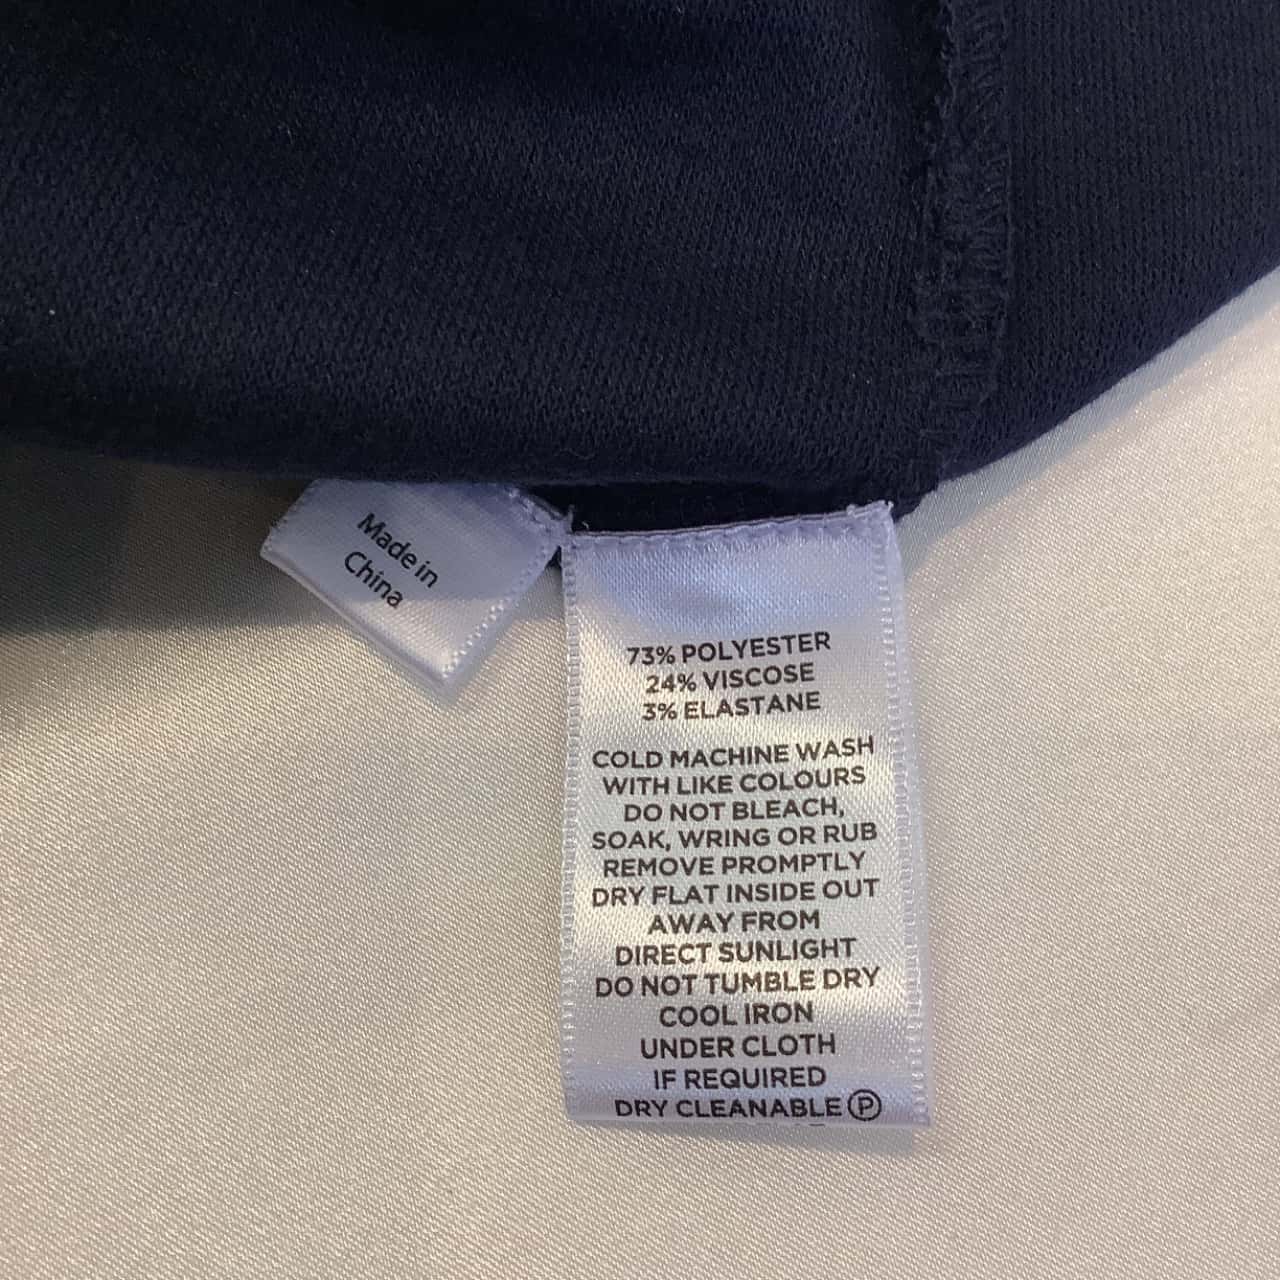 Made in
China
73% POLYESTER
24% VISCOSE
3% ELASTANE
COLD MACHINE WASH
WITH LIKE COLOURS
DO NOT BLEACH,
SOAK, WRING OR RUB
REMOVE PROMPTLY
DRY FLAT INSIDE OUT
AWAY FROM
DIRECT SUNLIGHT
DO NOT TUMBLE DRY
COOL IRON
UNDER CLOTH
IF REQUIRED
DRY CLEANABLE Ⓟ